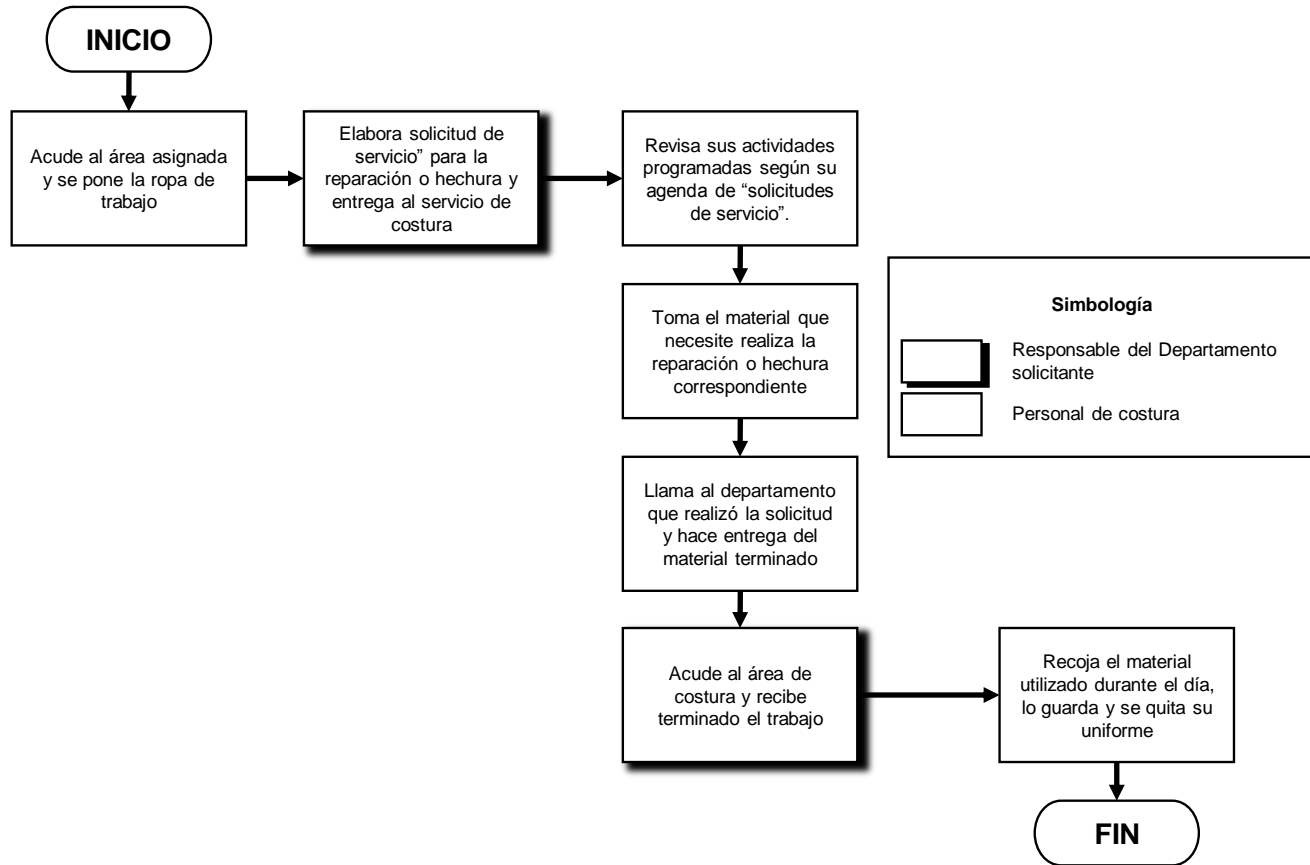 INICIO
Acude al área asignada
y se pone la ropa de
trabajo
Elabora solicitud de
servicio” para la
reparación o hechura y
entrega al servicio de
costura
Revisa sus actividades
programadas según su
agenda de “solicitudes
de servicio”.
Toma el material que
necesite realiza la
reparación o hechura
correspondiente
Llama al departamento
que realizó la solicitud
y hace entrega del
material terminado
Acude al área de
costura y recibe
terminado el trabajo
Recoja el material
utilizado durante el día,
lo guarda y se quita su
uniforme
FIN
Simbología
Responsable del Departamento
solicitante
Personal de costura